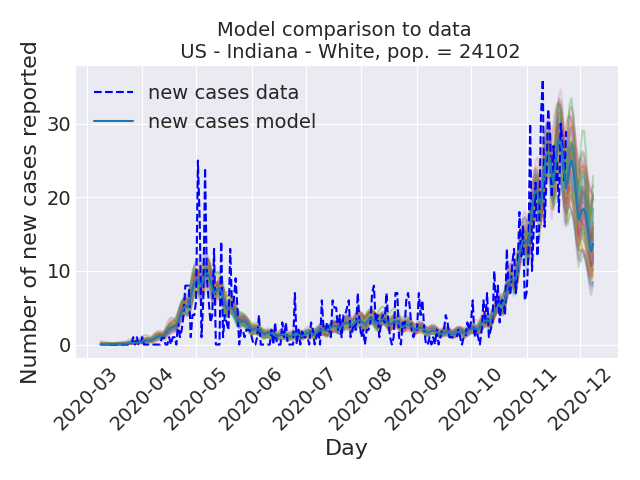 Model comparison to data
US - Indiana - White, pop. = 24102
Number of new cases reported
new cases data
new cases model
30
20
10
0
2020-03
2020-04
2020-05
2020-06
2020-07
2020-08
2020-09
2020-10
2020-11
2020-12
Day